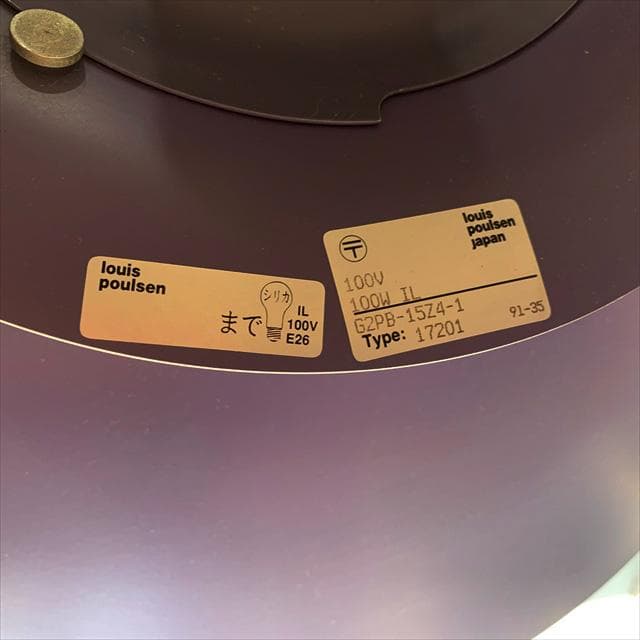 louis
poulsen
まで
シリカ
IL
100V
E26
〒
louis
poulsen
japan
100V
100W IL
G2PB-15Z4-1
Type: 17201
91-35